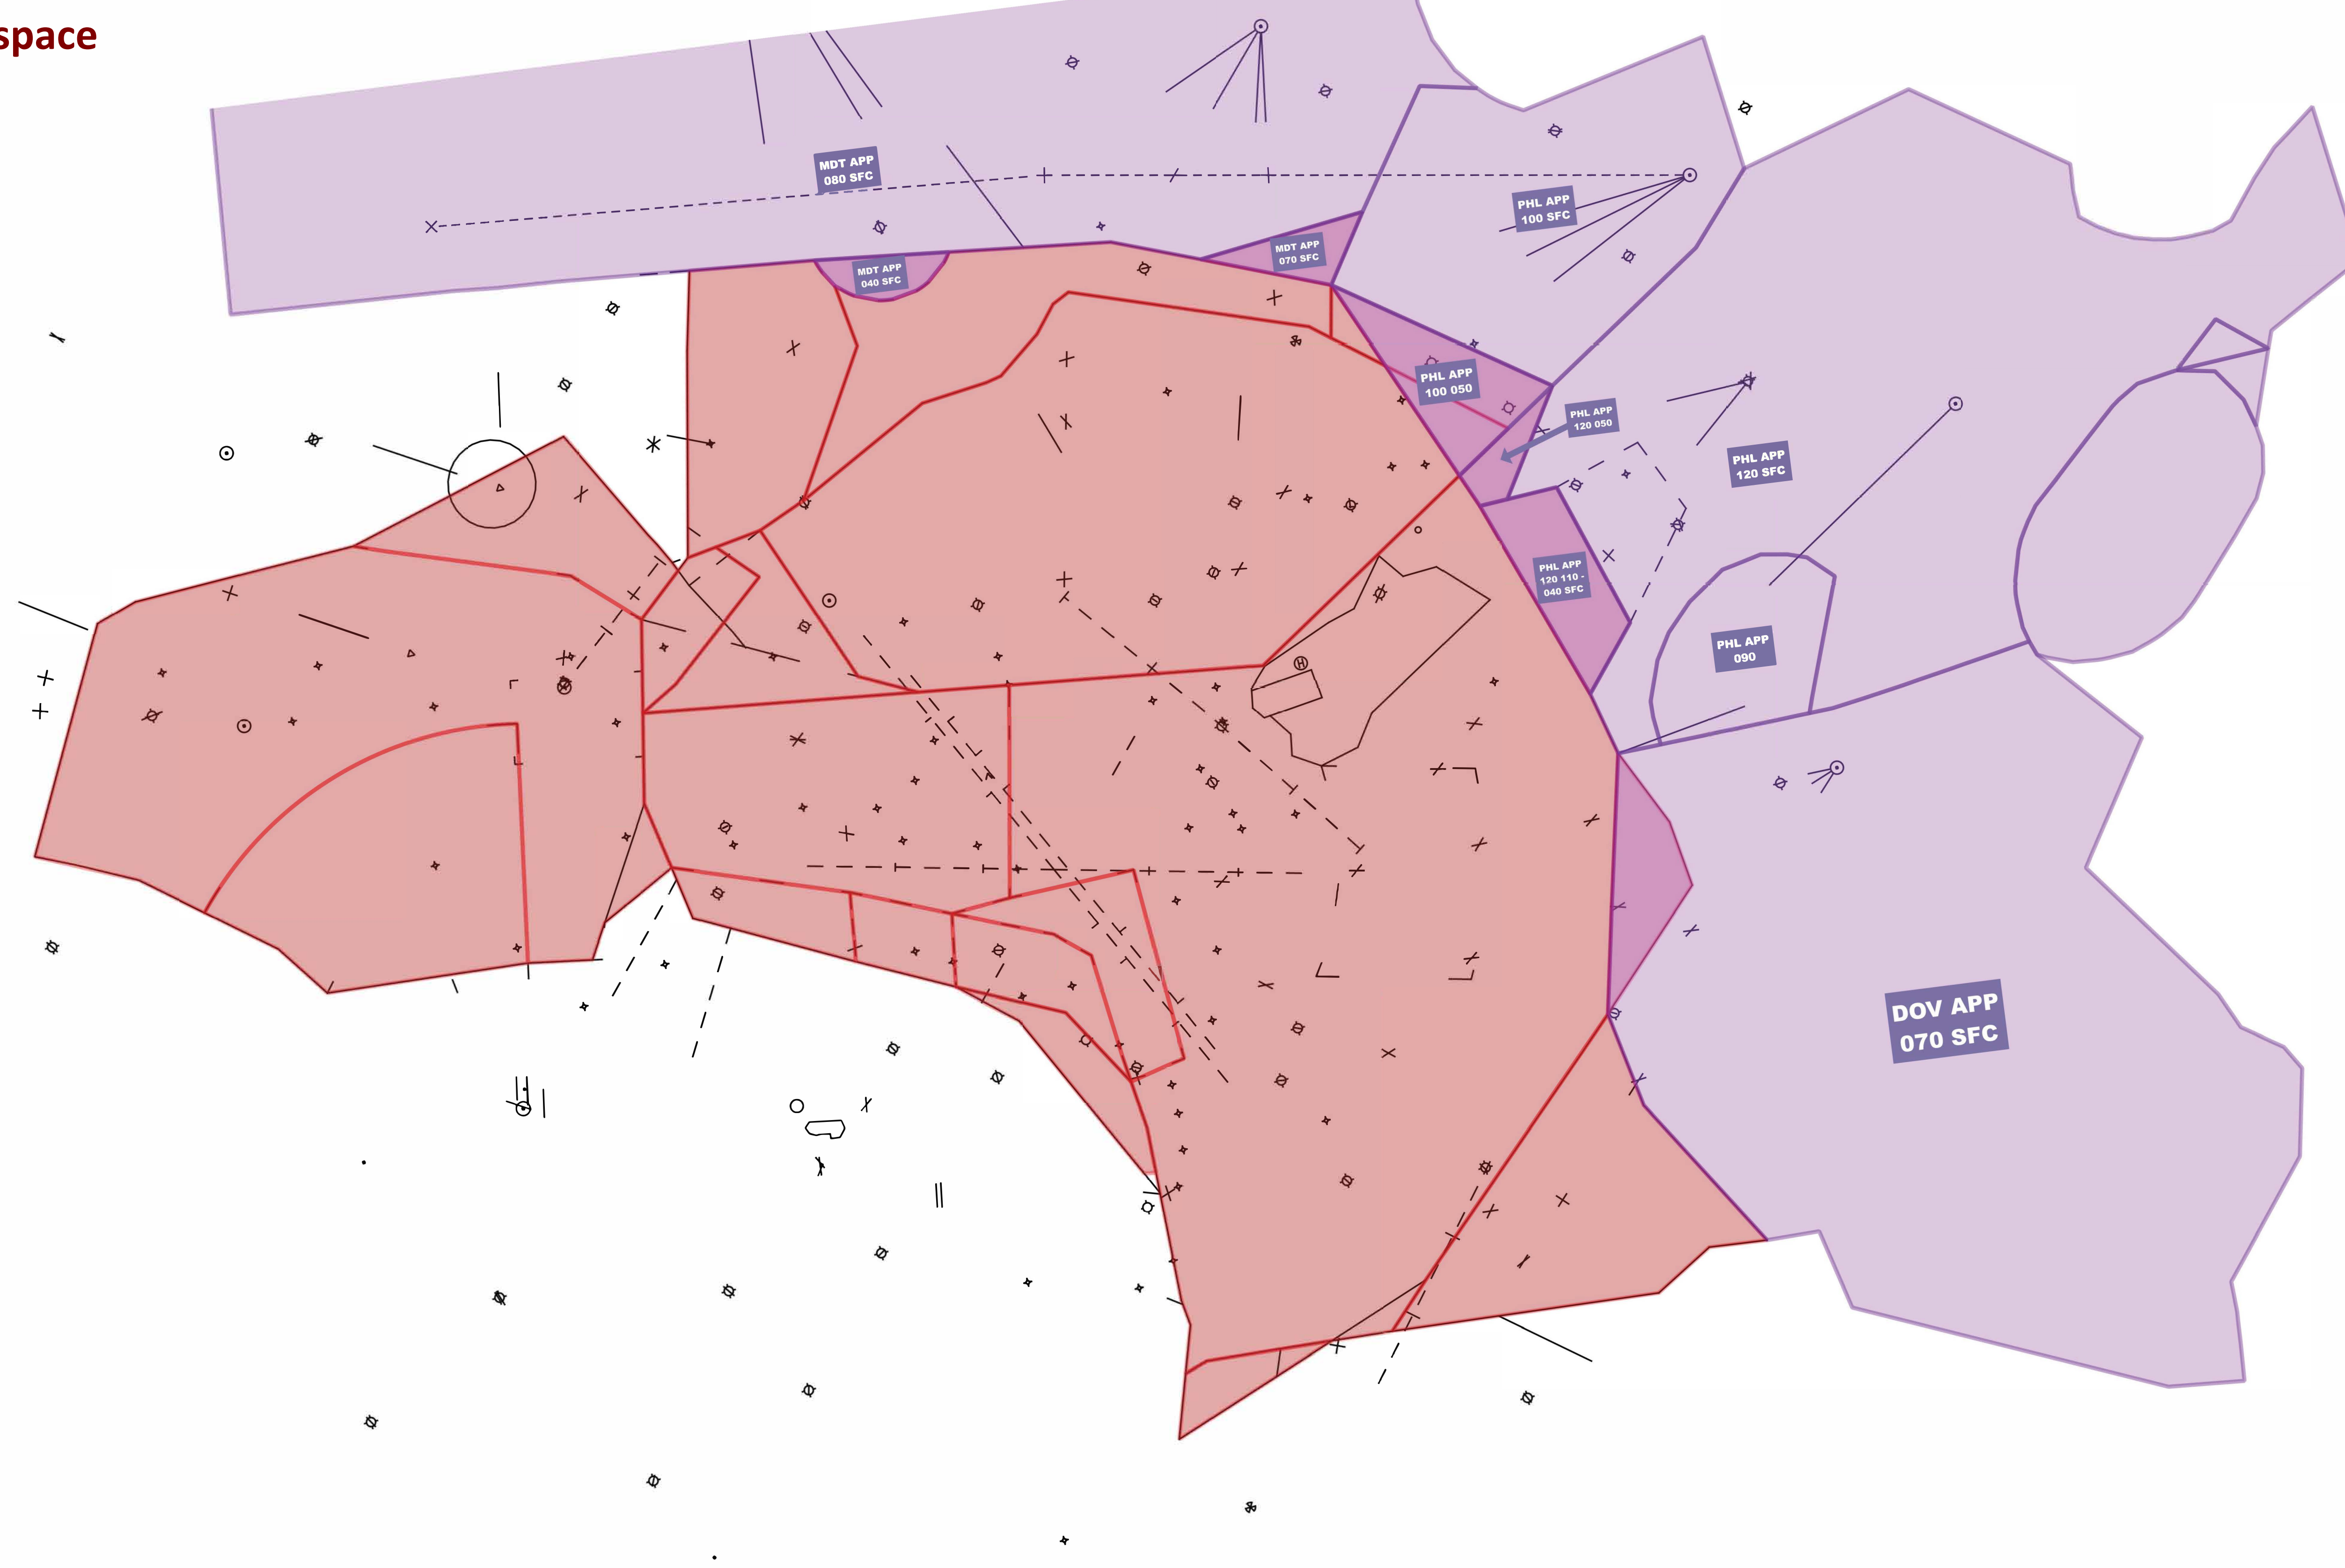 space
MDT APP
080 SFC
PHL APP
100 SFC
MDT APP
070 SFC
MDT APP
040 SFC
PHL APP
100 050
PHL APP
120 050
PHL APP
120 SFC
PHL APP
120 110 -
040 SFC
PHL APP
090
H
DOV APP
070 SFC